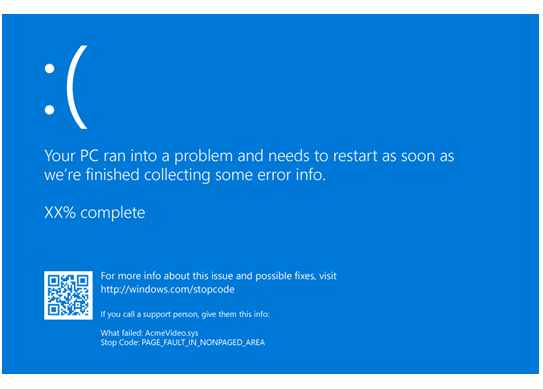 :(
Your PC ran into a problem and needs to restart as soon as
we're finished collecting some error info.
XX% complete
For more info about this issue and possible fixes, visit
http://windows.com/stopcode
If you call a support person, give them this info:
What failed: AcmeVideo.sys
Stop Code: PAGE_FAULT_IN_NONPAGED_AREA